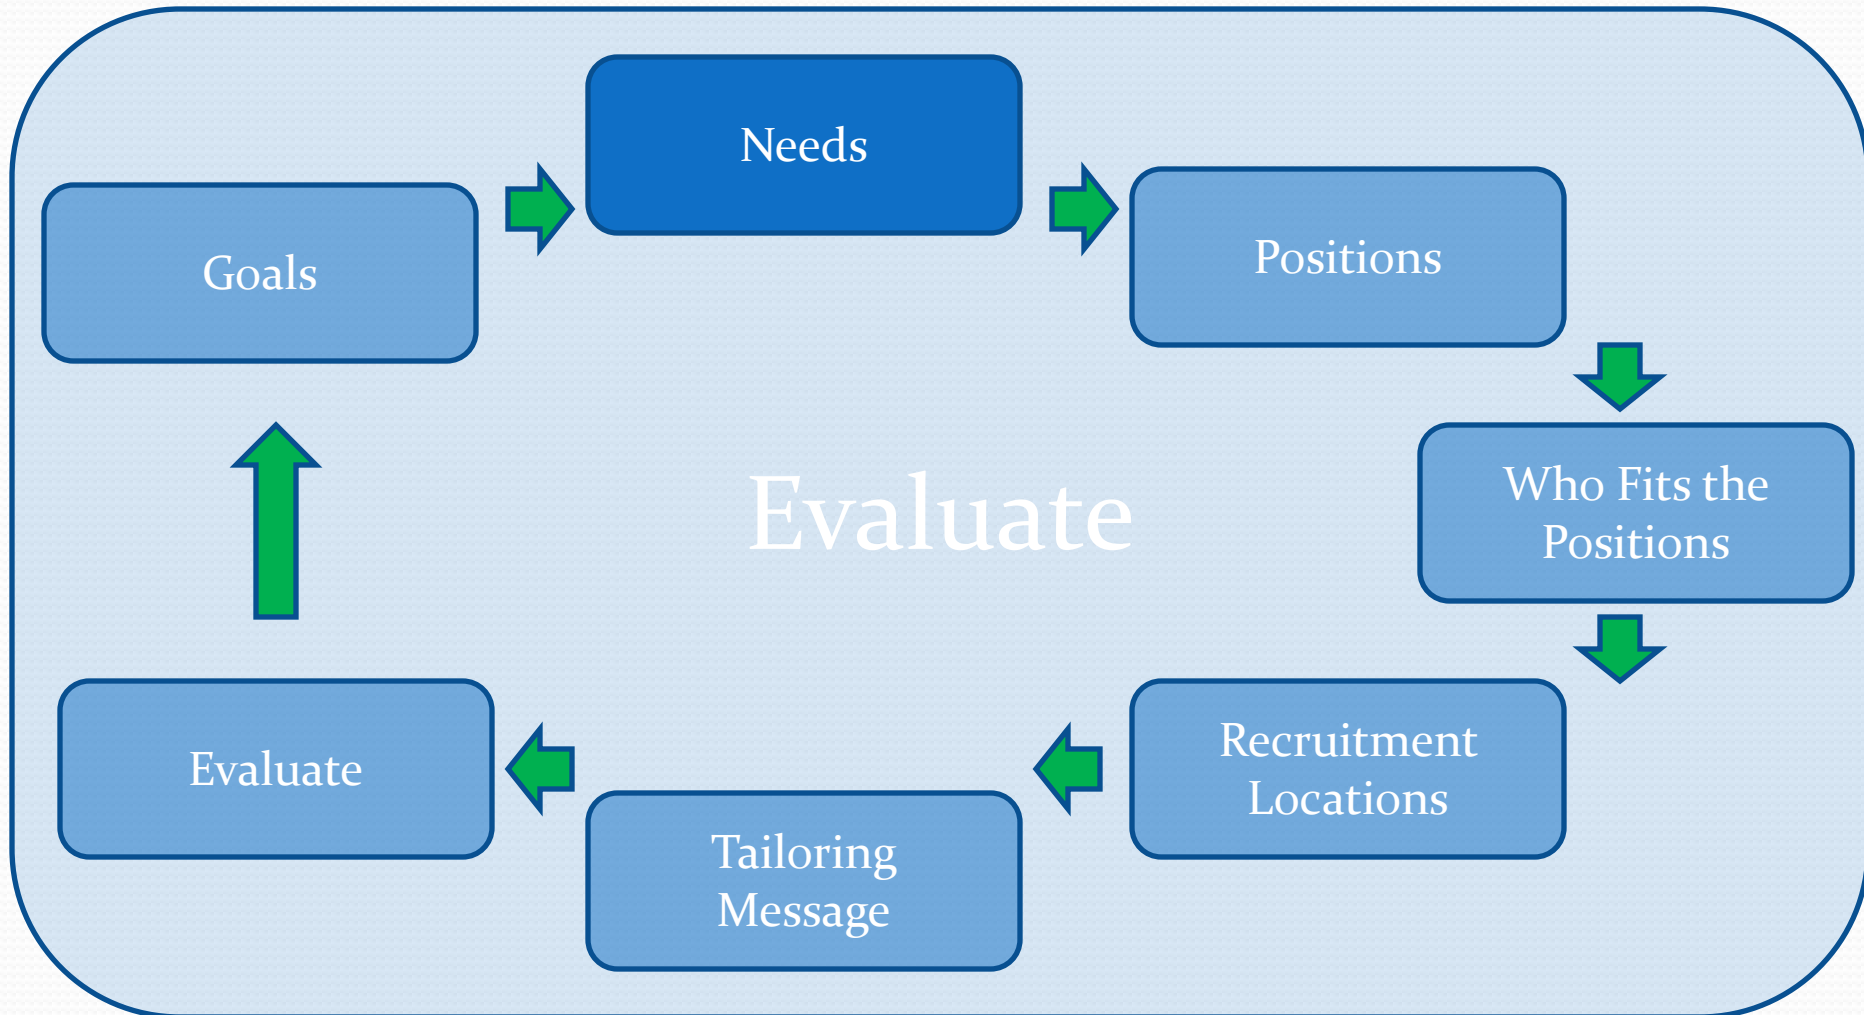 Needs
Goals
Positions
Evaluate
Who Fits the
Positions
Recruitment
Locations
Evaluate
Tailoring
Message